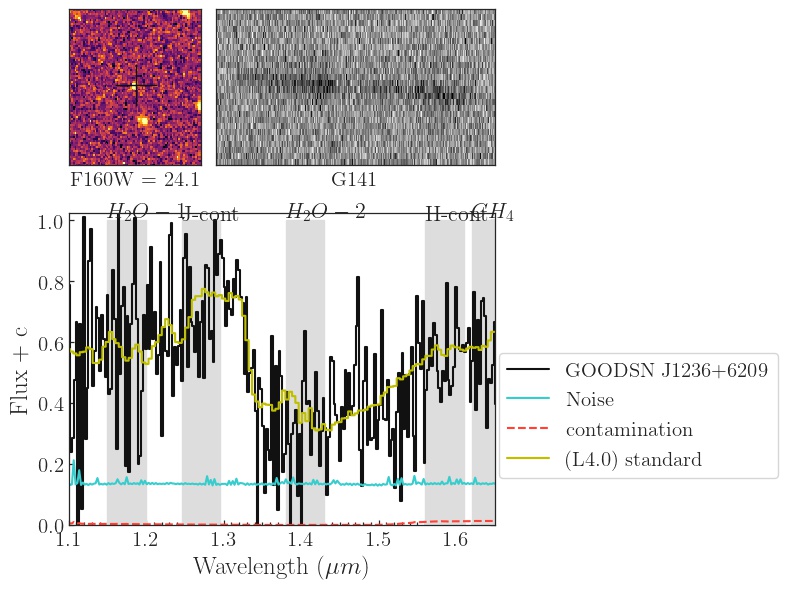 F160W = 24.1
G141
H2O − 1 J-cont H2O − 2 H-cont CH4
1.0
0.8
0.6
0.4
0.2
0.0
Flux + c
1.1 1.2 1.3 1.4 1.5 1.6
Wavelength (μm)
GOODSN J1236+6209
Noise
contamination
(L4.0) standard